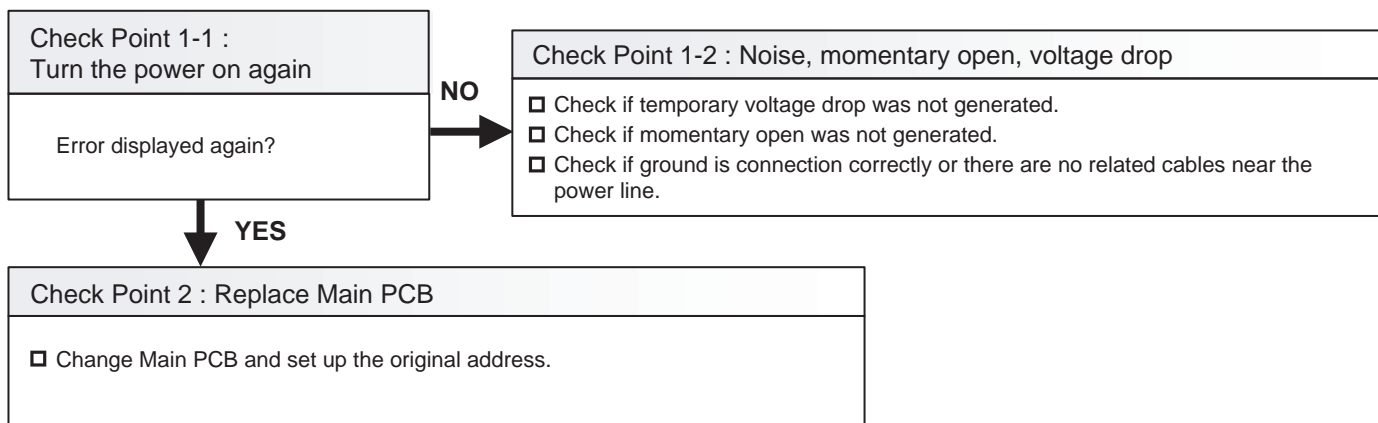 Check Point 1-1 :
Turn the power on again
Error displayed again?
NO
Check Point 1-2 : Noise, momentary open, voltage drop
Check if temporary voltage drop was not generated.
Check if momentary open was not generated.
Check if ground is connection correctly or there are no related cables near the
power line.
YES
Check Point 2 : Replace Main PCB
Change Main PCB and set up the original address.